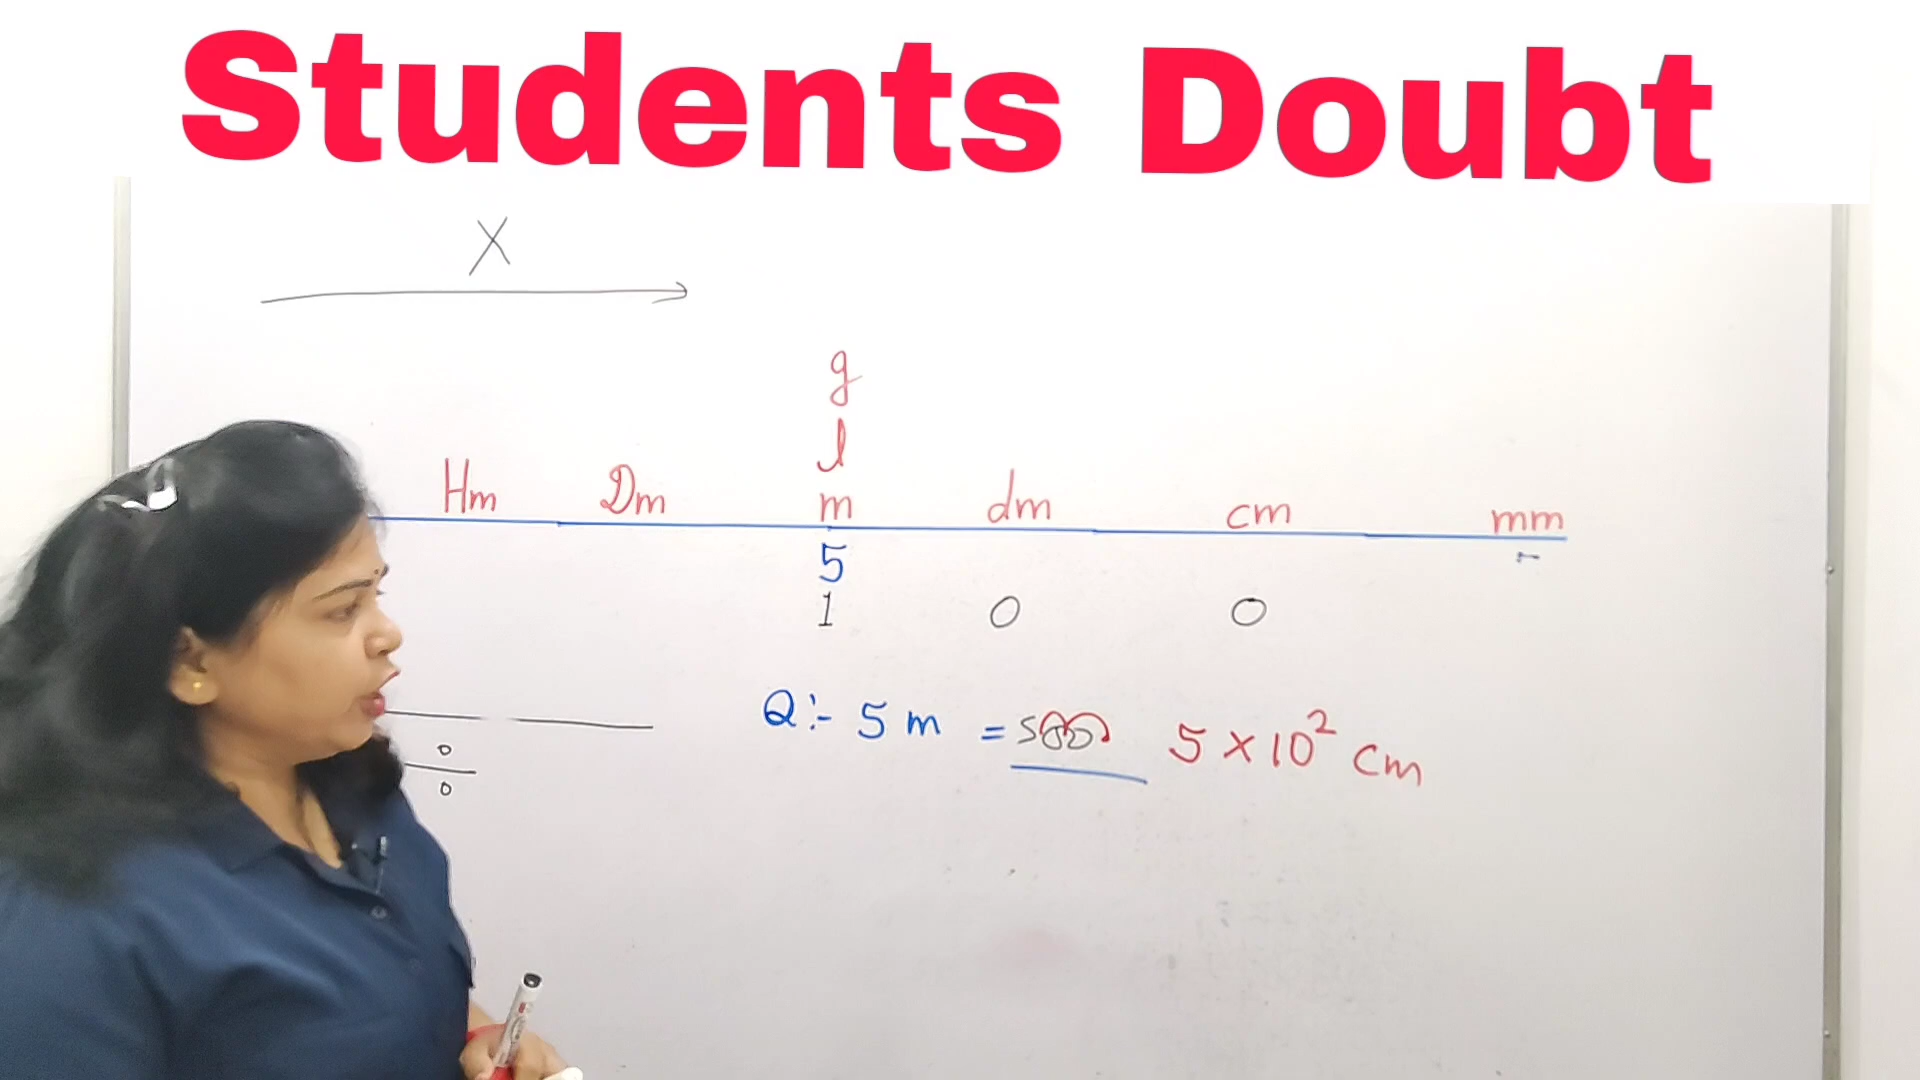 Students Doubt
X
g
l
Hm Dm m dm cm mm
5
1 0 0
Q:- 5 m = 500 5 × 10² cm
÷